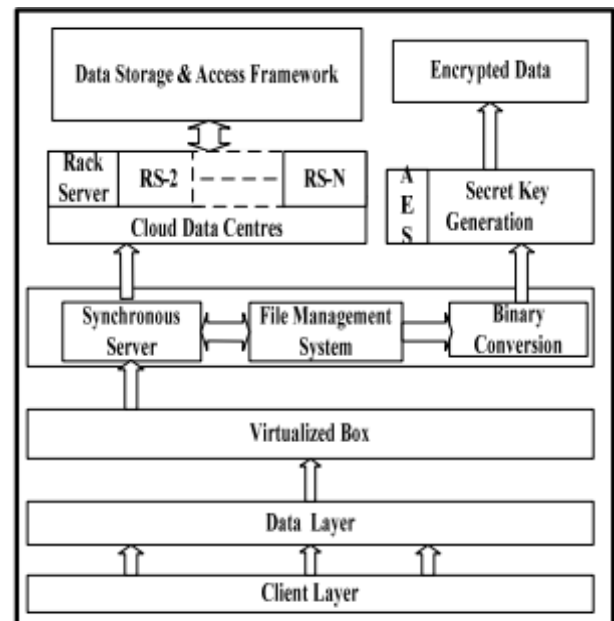 Data Storage & Access Framework
Encrypted Data
Rack
Server
RS-2
RS-N
Cloud Data Centres
A
E
S
Secret Key
Generation
Synchronous
Server
File Management
System
Binary
Conversion
Virtualized Box
Data Layer
Client Layer